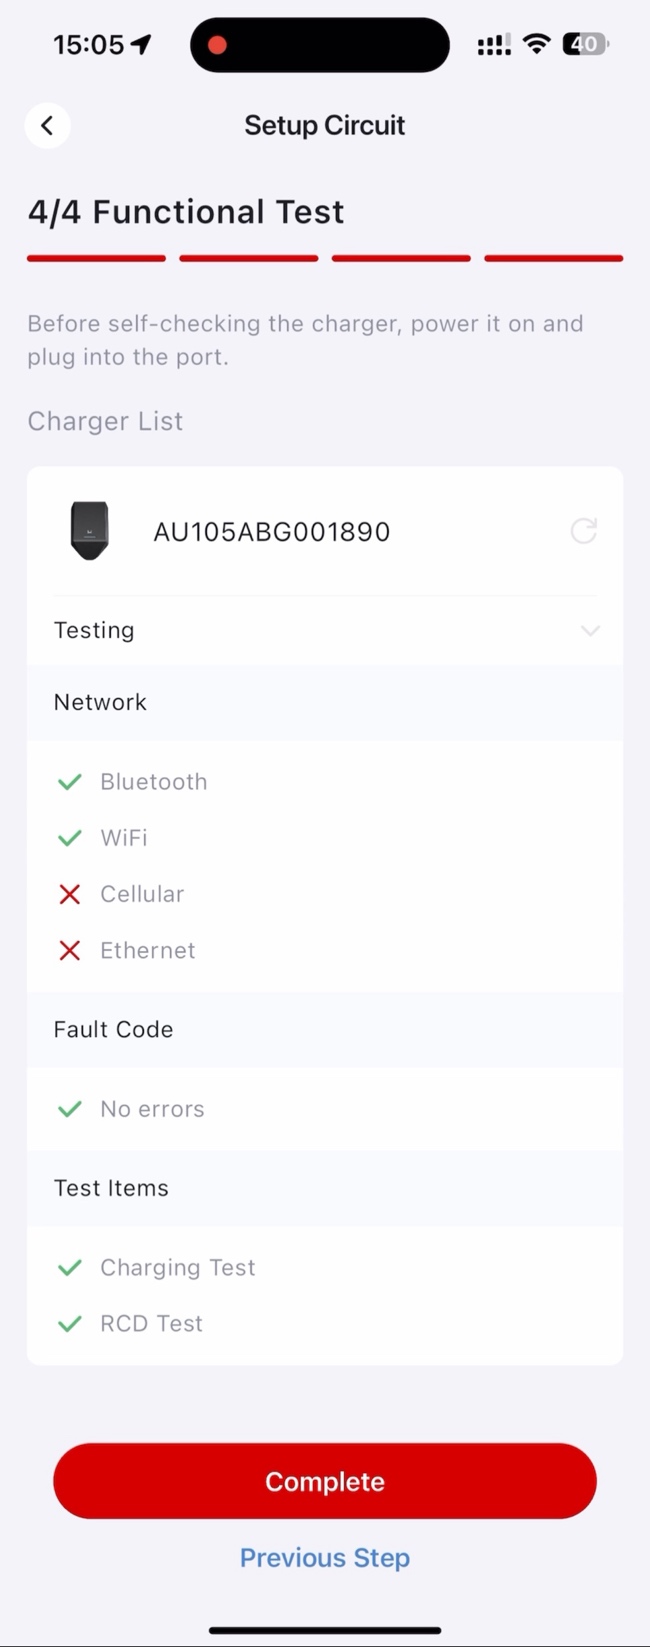 15:05
40
Setup Circuit
4/4 Functional Test
Before self-checking the charger, power it on and
plug into the port.
Charger List
AU105ABG001890
Testing
Network
Bluetooth
WiFi
Cellular
Ethernet
Fault Code
No errors
Test Items
Charging Test
RCD Test
Complete
Previous Step